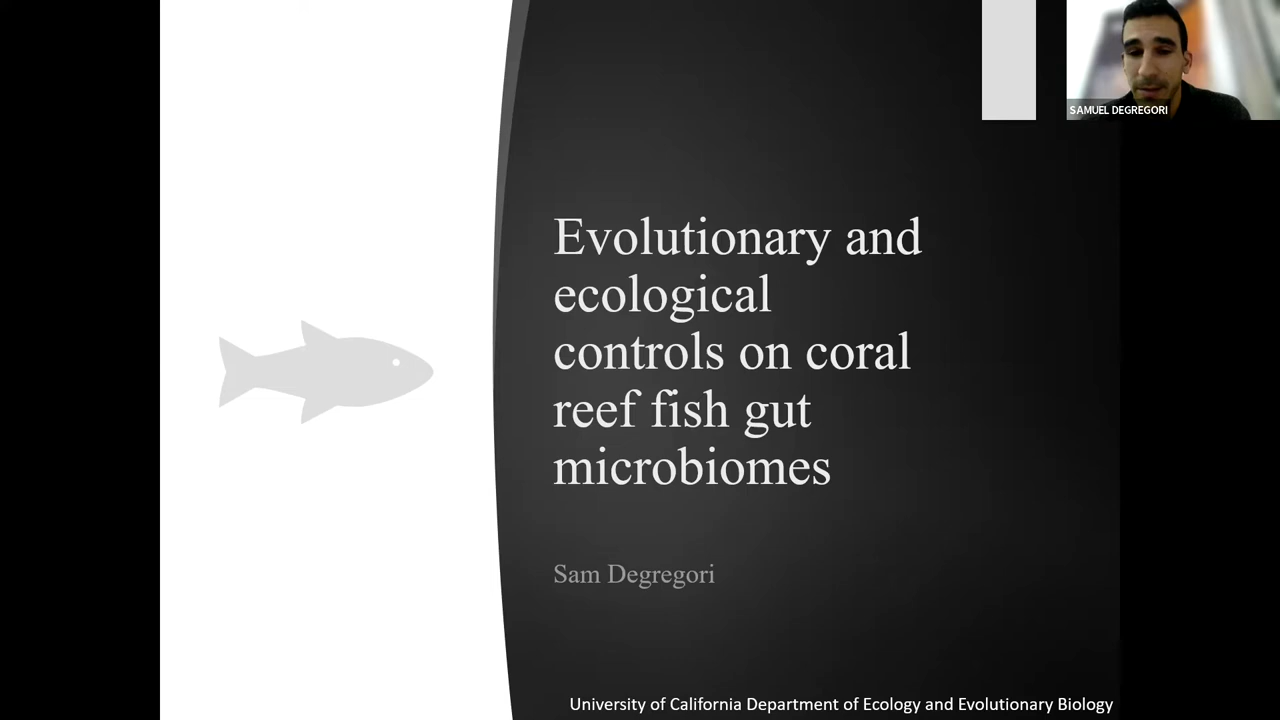 SAMUEL DEGREGORI
Evolutionary and
ecological
controls on coral
reef fish gut
microbiomes
Sam Degregori
University of California Department of Ecology and Evolutionary Biology